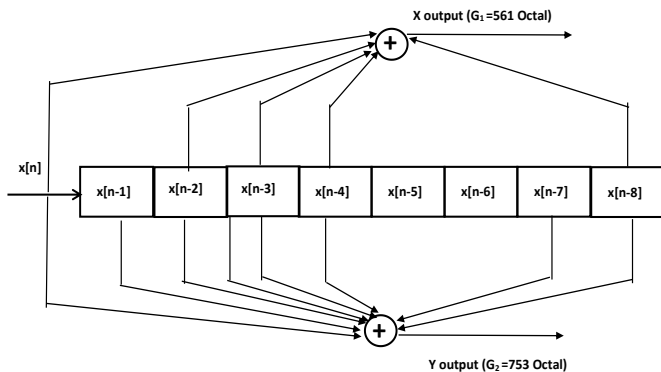 X output (G₁=561 Octal)
+
x[n]
x[n-1] x[n-2] x[n-3] x[n-4] x[n-5] x[n-6] x[n-7] x[n-8]
+
Y output (G₂=753 Octal)